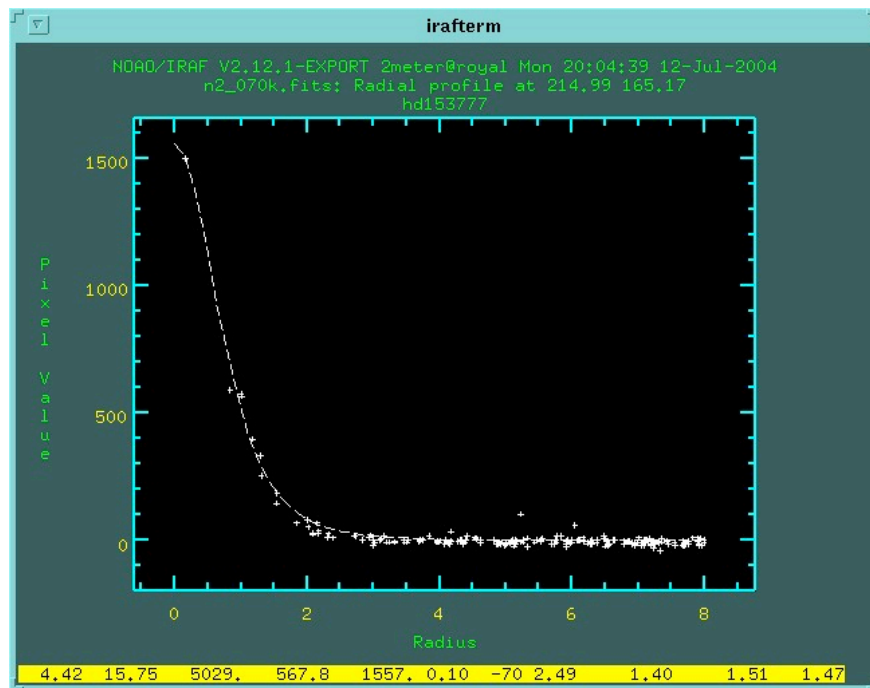 irafterm
NOAO/IRAF V2.12.1-EXPORT 2meter@royal Mon 20:04:39 12-Jul-2004
n2_070k.fits: Radial profile at 214.99 165.17
hd153777
1500
1000
500
0
Pixel Value
0 2 4 6 8
Radius
4.42 15.75 5029. 567.8 1557. 0.10 -70 2.49 1.40 1.51 1.47